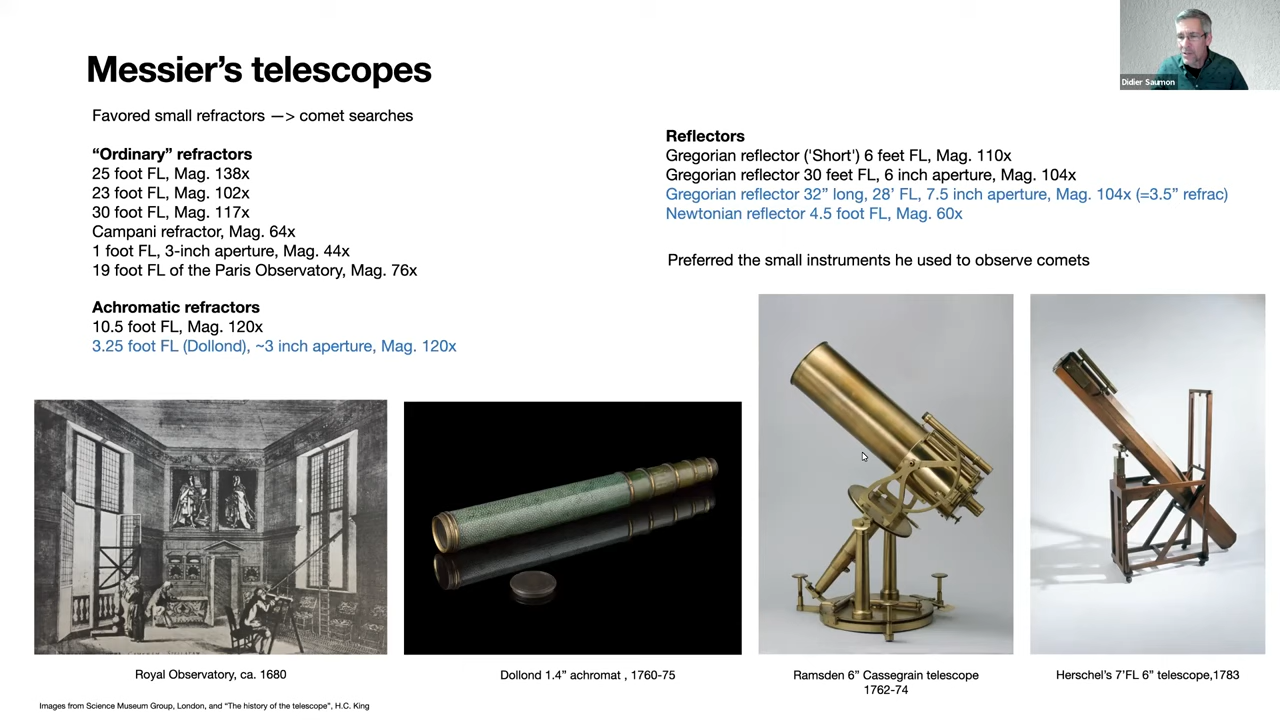 Messier’s telescopes
Didier Saumon
Favored small refractors —> comet searches
“Ordinary” refractors
25 foot FL, Mag. 138x
23 foot FL, Mag. 102x
30 foot FL, Mag. 117x
Campani refractor, Mag. 64x
1 foot FL, 3-inch aperture, Mag. 44x
19 foot FL of the Paris Observatory, Mag. 76x
Achromatic refractors
10.5 foot FL, Mag. 120x
3.25 foot FL (Dollond), ~3 inch aperture, Mag. 120x
Reflectors
Gregorian reflector ('Short') 6 feet FL, Mag. 110x
Gregorian reflector 30 feet FL, 6 inch aperture, Mag. 104x
Gregorian reflector 32” long, 28’ FL, 7.5 inch aperture, Mag. 104x (=3.5” refrac)
Newtonian reflector 4.5 foot FL, Mag. 60x
Preferred the small instruments he used to observe comets
Royal Observatory, ca. 1680
Dollond 1.4” achromat , 1760-75
Ramsden 6” Cassegrain telescope
1762-74
Herschel’s 7’FL 6” telescope,1783
Images from Science Museum Group, London, and “The history of the telescope”, H.C. King